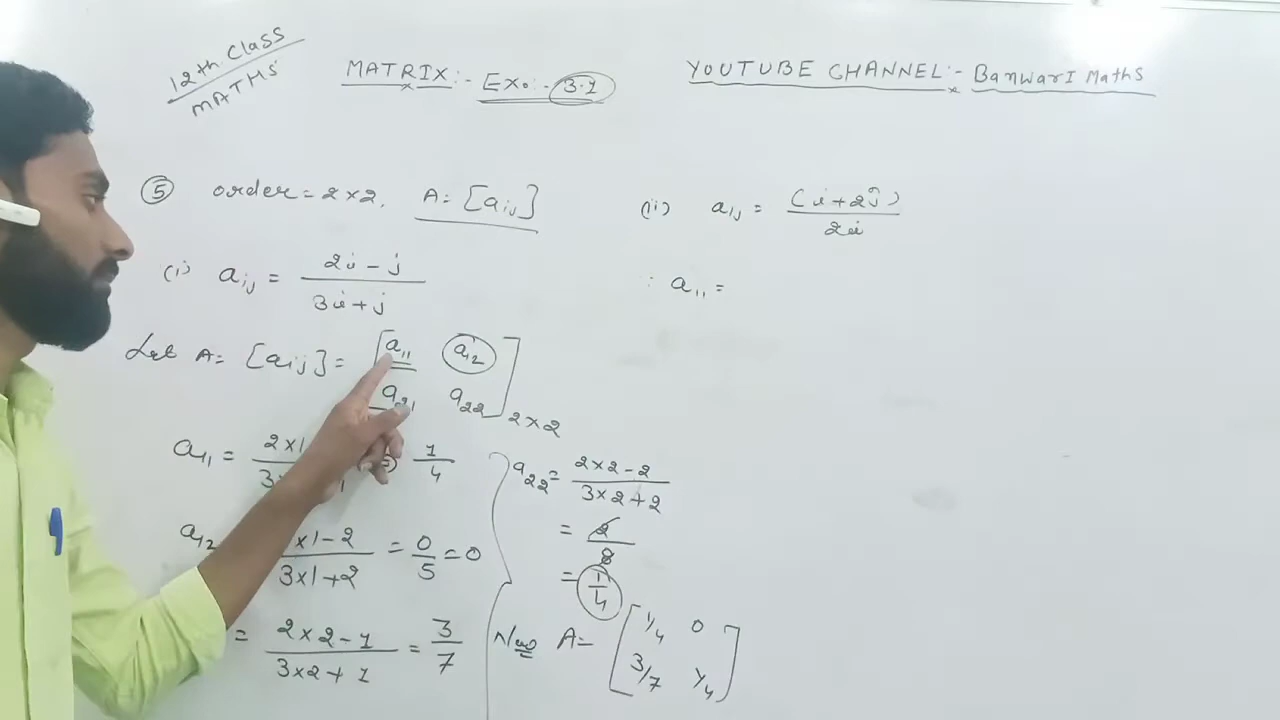 12th. Class
MATHS
MATRIX:- Ex:- 3.1
YOUTUBE CHANNEL:- BanwarI Maths
(5) order = 2×2, A = [aij]
(i) aij = (2i - j) / (3i + j)
Let A = [aij] = [a11 a12
a21 a22] 2×2
a11 = 2×1 / 3× 1 = 1/4
a12 ×1-2 / 3×1+2 = 0/5 = 0
= 2×2-1 / 3×2+1 = 3/7
a22 = 2×2-2 / 3×2+2
= 2/8
= 1/4
Now A = [1/4 0
3/7 1/4]
(ii) aij = (i+2j) / 2i
∴ a11 =